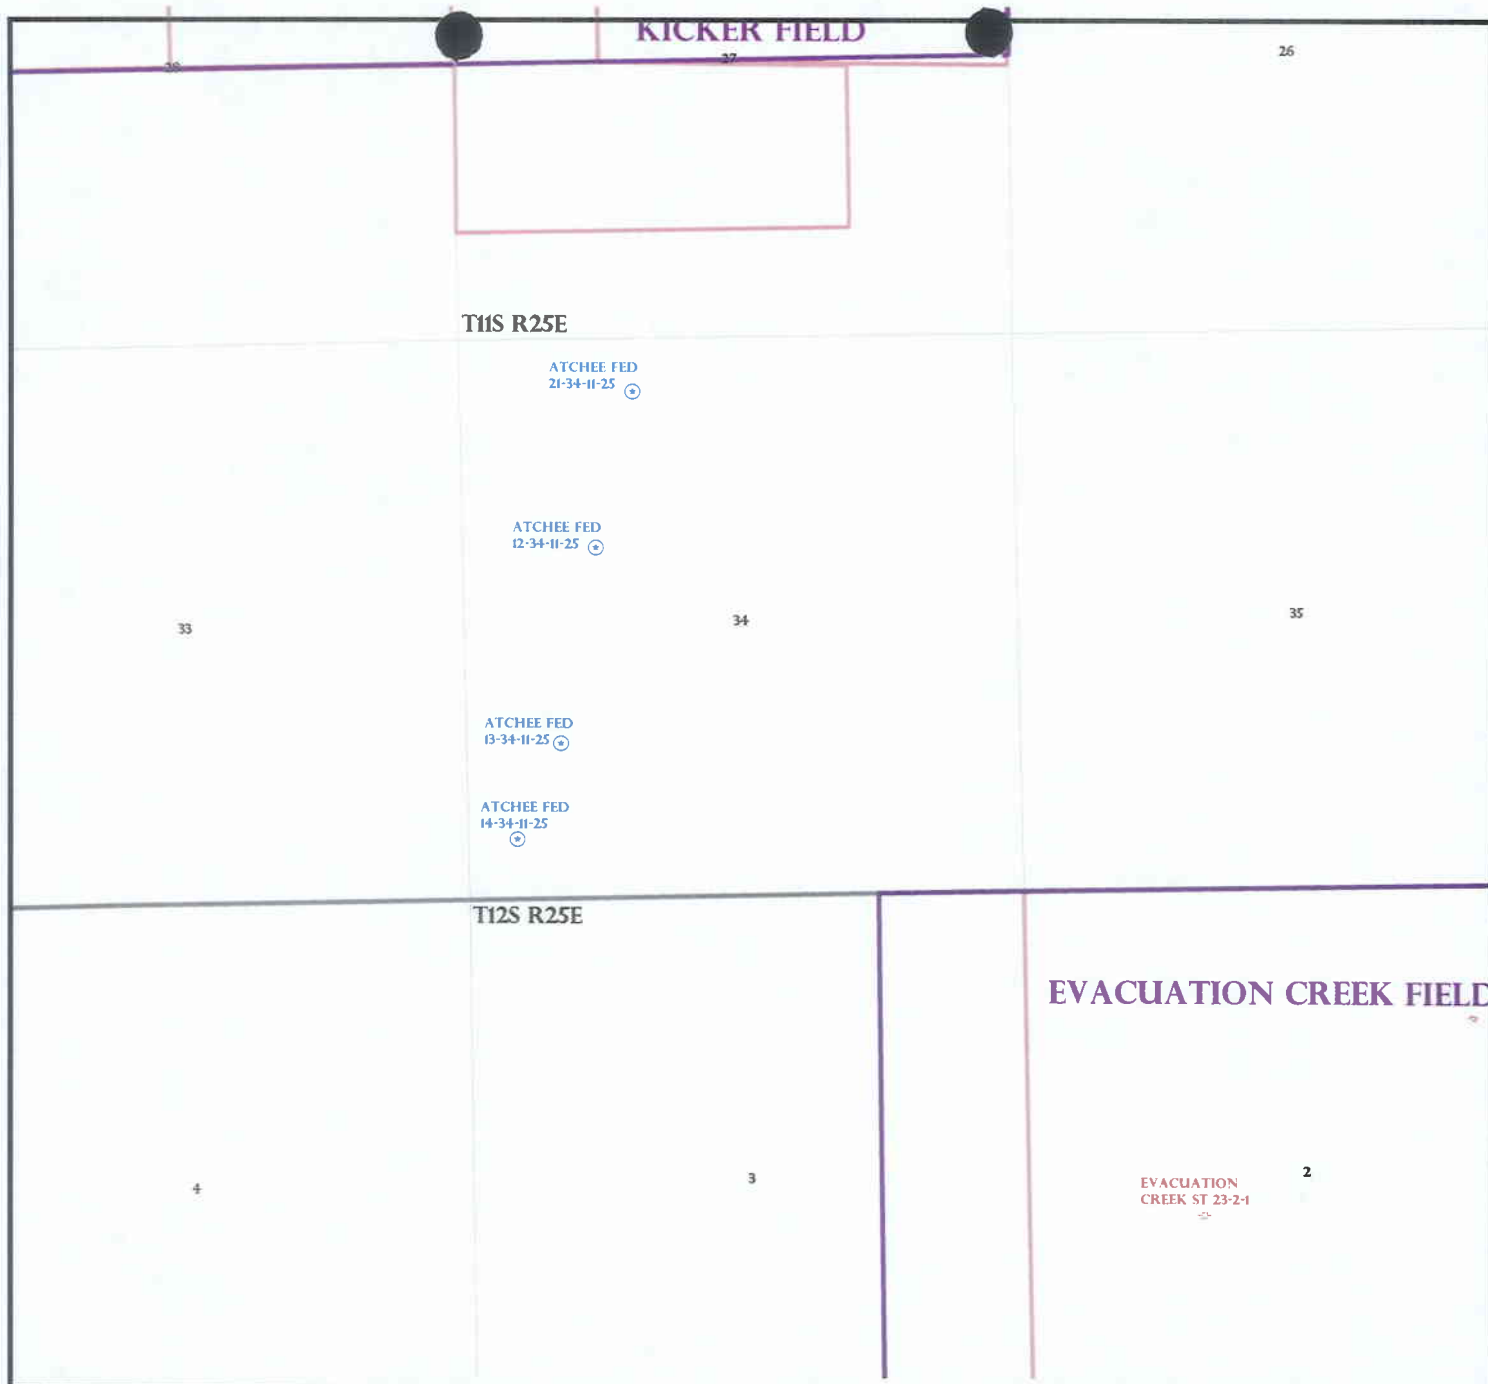 KICKER FIELD
28
27
26
T11S R25E
ATCHEE FED
21-34-11-25
ATCHEE FED
12-34-11-25
33
34
35
ATCHEE FED
13-34-11-25
ATCHEE FED
14-34-11-25
T12S R25E
EVACUATION CREEK FIELD
4
3
2
EVACUATION
CREEK ST 23-2-1